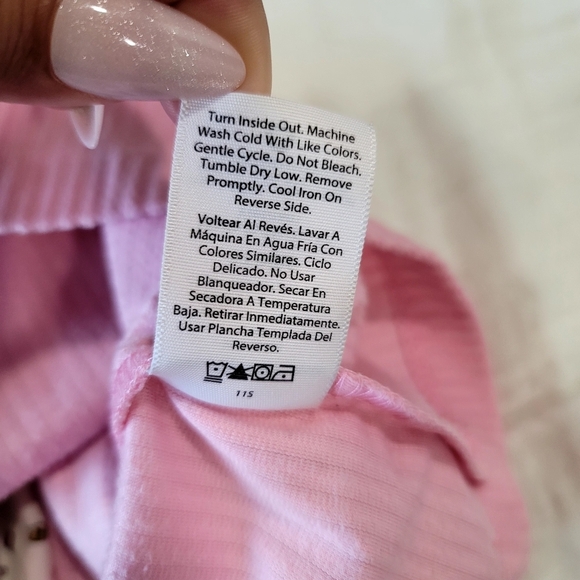 Turn Inside Out. Machine
Wash Cold With Like Colors.
Gentle Cycle. Do Not Bleach.
Tumble Dry Low. Remove
Promptly. Cool Iron On
Reverse Side.
Voltear Al Revés. Lavar A
Máquina En Agua Fría Con
Colores Similares. Ciclo
Delicado. No Usar
Blanqueador. Secar En
Secadora A Temperatura
Baja. Retirar Inmediatamente.
Usar Plancha Templada Del
Reverso.
115